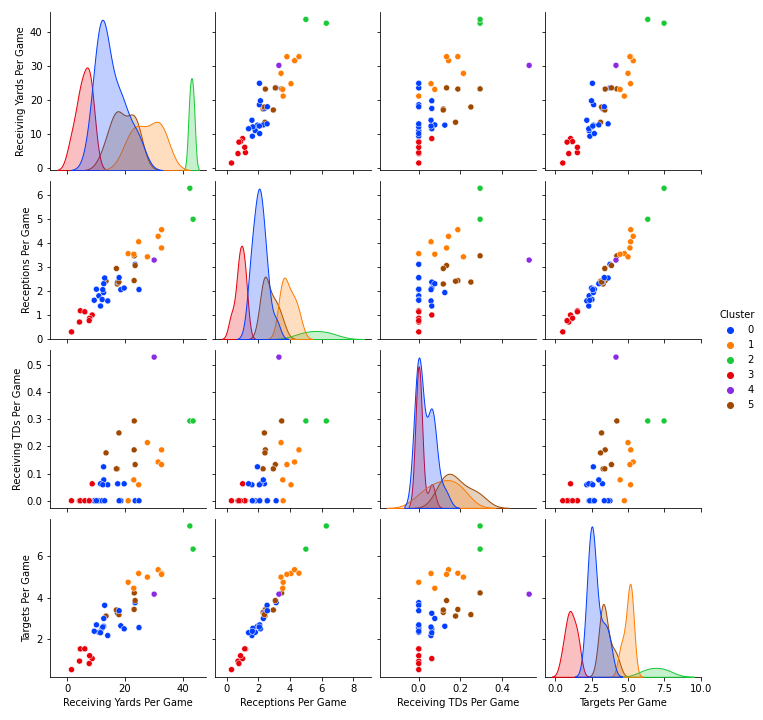 Receiving Yards Per Game
40
30
20
10
0
Receptions Per Game
6
5
4
3
2
1
0
Cluster
0
1
2
3
4
5
Receiving TDs Per Game
0.5
0.4
0.3
0.2
0.1
0.0
Targets Per Game
6
4
2
0 20 40
0 2 4 6 8
0.0 0.2 0.4
0.0 2.5 5.0 7.5 10.0
Receiving Yards Per Game
Receptions Per Game
Receiving TDs Per Game
Targets Per Game